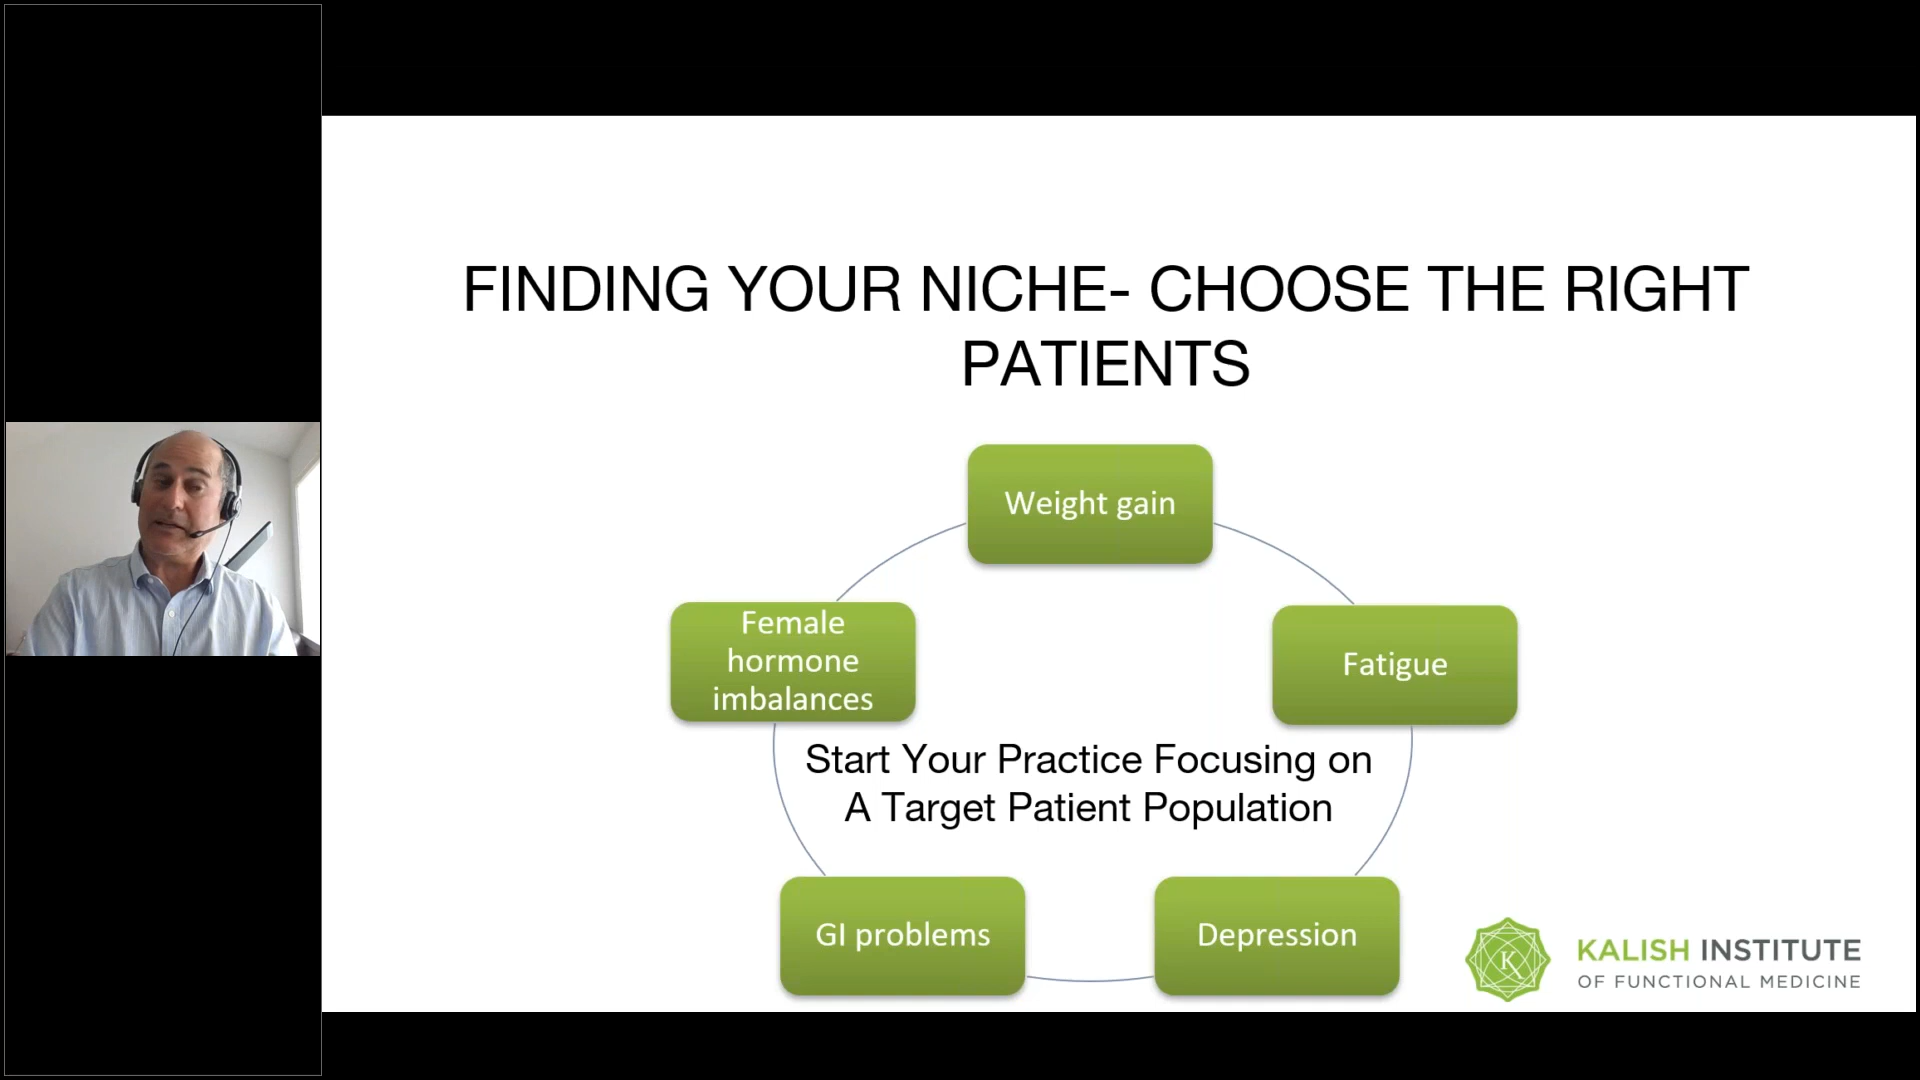 FINDING YOUR NICHE- CHOOSE THE RIGHT
PATIENTS
Weight gain
Female
hormone
imbalances
Fatigue
Start Your Practice Focusing on
A Target Patient Population
GI problems
Depression
K
KALISH INSTITUTE
OF FUNCTIONAL MEDICINE